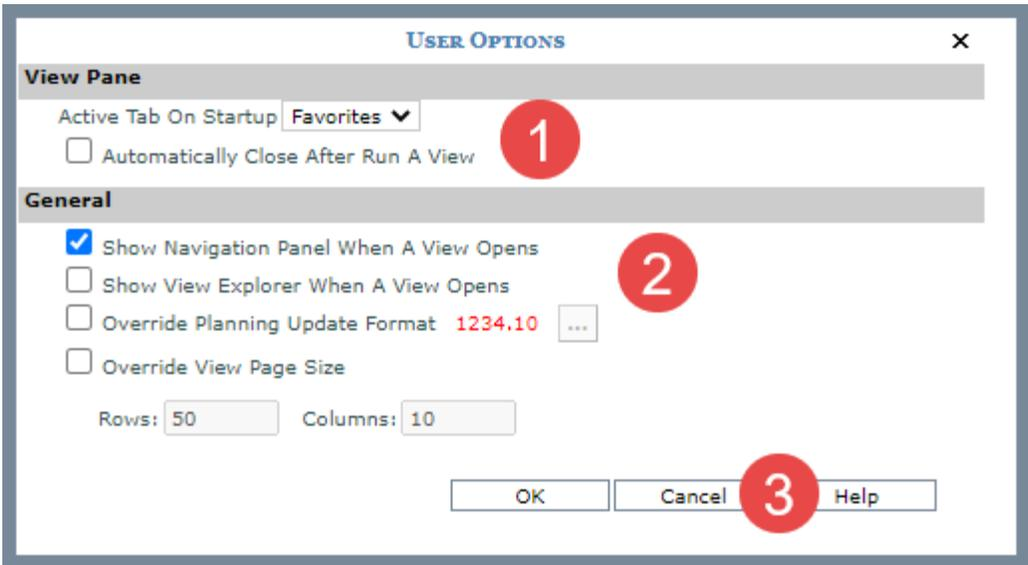 USER OPTIONS
View Pane
Active Tab On Startup Favorites
1
Automatically Close After Run A View
General
Show Navigation Panel When A View Opens
2
Show View Explorer When A View Opens
Override Planning Update Format 1234.10 ...
Override View Page Size
Rows: 50 Columns: 10
OK Cancel 3 Help